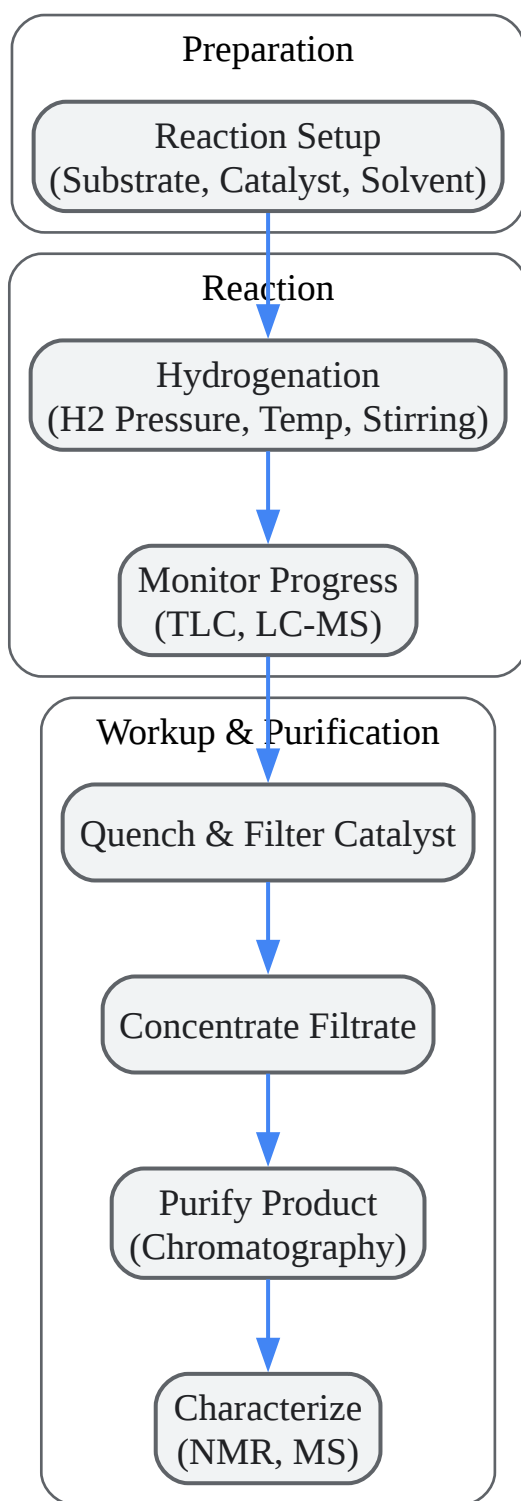 Preparation
Reaction Setup
(Substrate, Catalyst, Solvent)
Reaction
Hydrogenation
(H2 Pressure, Temp, Stirring)
Monitor Progress
(TLC, LC-MS)
Workup & Purification
Quench & Filter Catalyst
Concentrate Filtrate
Purify Product
(Chromatography)
Characterize
(NMR, MS)